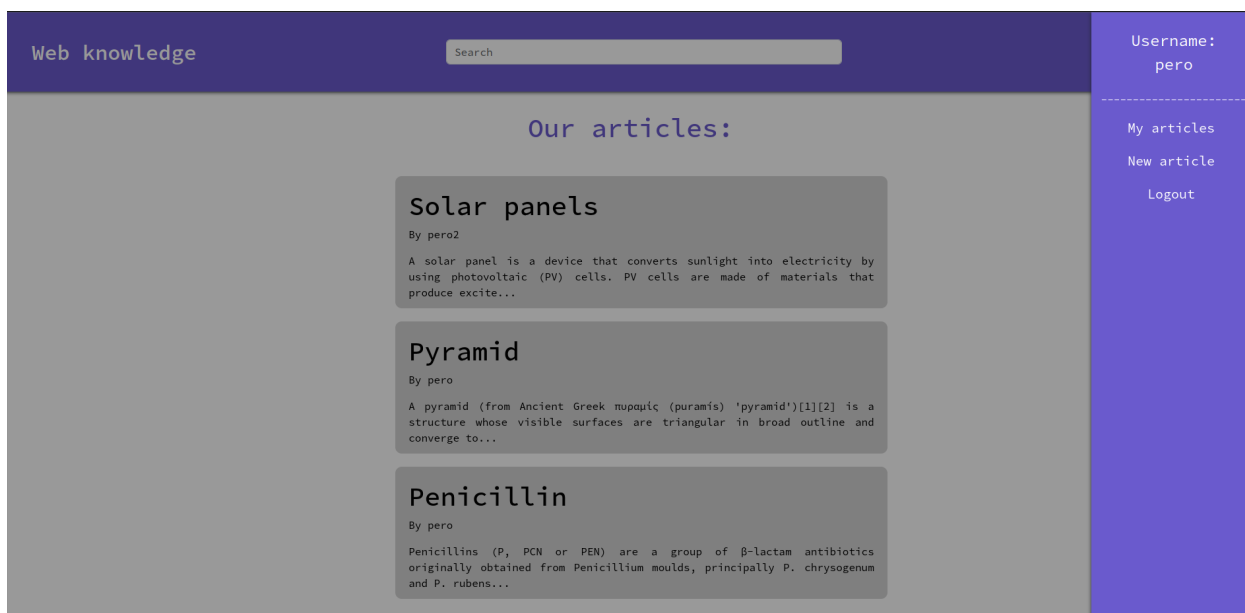 Web knowledge
Search
Username:
pero
------------------------
My articles
New article
Logout
Our articles:
Solar panels
By pero2
A solar panel is a device that converts sunlight into electricity by
using photovoltaic (PV) cells. PV cells are made of materials that
produce excite...
Pyramid
By pero
A pyramid (from Ancient Greek πυραμίς (puramís) 'pyramid')[1][2] is a
structure whose visible surfaces are triangular in broad outline and
converge to...
Penicillin
By pero
Penicillins (P, PCN or PEN) are a group of β-lactam antibiotics
originally obtained from Penicillium moulds, principally P. chrysogenum
and P. rubens...